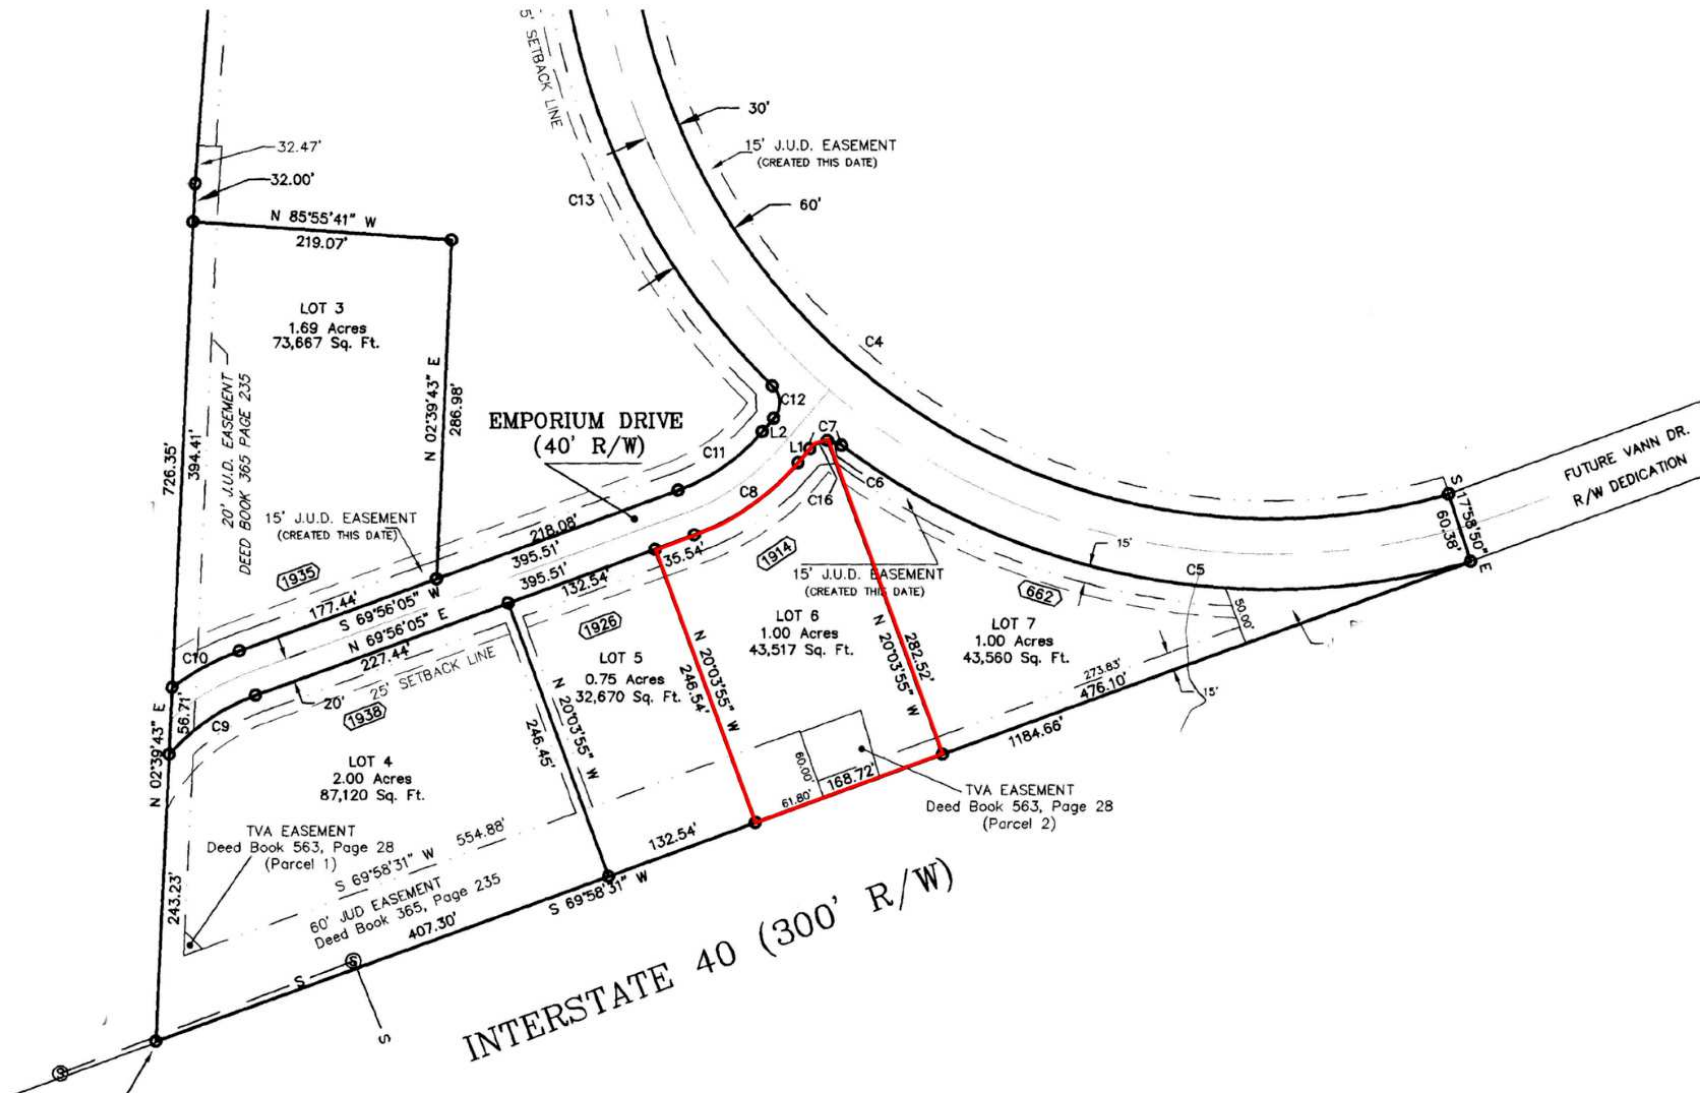 5' SETBACK LINE
30'
15' J.U.D. EASEMENT
(CREATED THIS DATE)
32.47'
32.00'
C13
60'
N 85°55'41" W
219.07'
LOT 3
1.69 Acres
73,667 Sq. Ft.
C4
20' J.U.D. EASEMENT
DEED BOOK 365 PAGE 235
N 02°39'43" E
286.98'
726.35'
394.41'
EMPORIUM DRIVE
(40' R/W)
C12
L2
C11
C7
L1
C6
C8
C16
FUTURE VANN DR.
R/W DEDICATION
S 17°58'50" E
60.38'
15' J.U.D. EASEMENT
(CREATED THIS DATE)
218.08'
395.51'
395.51'
132.54'
35.54'
1914
15'
C5
1935
177.44'
S 69°56'05" W
N 69°56'05" E
227.44'
15' J.U.D. EASEMENT
(CREATED THIS DATE)
662
50.00'
1926
LOT 6
1.00 Acres
43,517 Sq. Ft.
LOT 7
1.00 Acres
43,560 Sq. Ft.
C10
25' SETBACK LINE
20'
LOT 5
0.75 Acres
32,670 Sq. Ft.
N 20°03'55" W
246.54'
282.52'
N 20°03'55" W
273.83'
476.10'
15'
56.71'
C9
1938
N 02°39'43" E
N 20°03'55" W
246.45'
1184.66'
LOT 4
2.00 Acres
87,120 Sq. Ft.
60.00'
168.72'
61.80'
TVA EASEMENT
Deed Book 563, Page 28
(Parcel 2)
TVA EASEMENT
Deed Book 563, Page 28
(Parcel 1)
554.88'
S 69°58'31" W
132.54'
243.23'
60' JUD EASEMENT
Deed Book 365, Page 235
407.30'
S 69°58'31" W
INTERSTATE 40 (300' R/W)
S
S
S
S